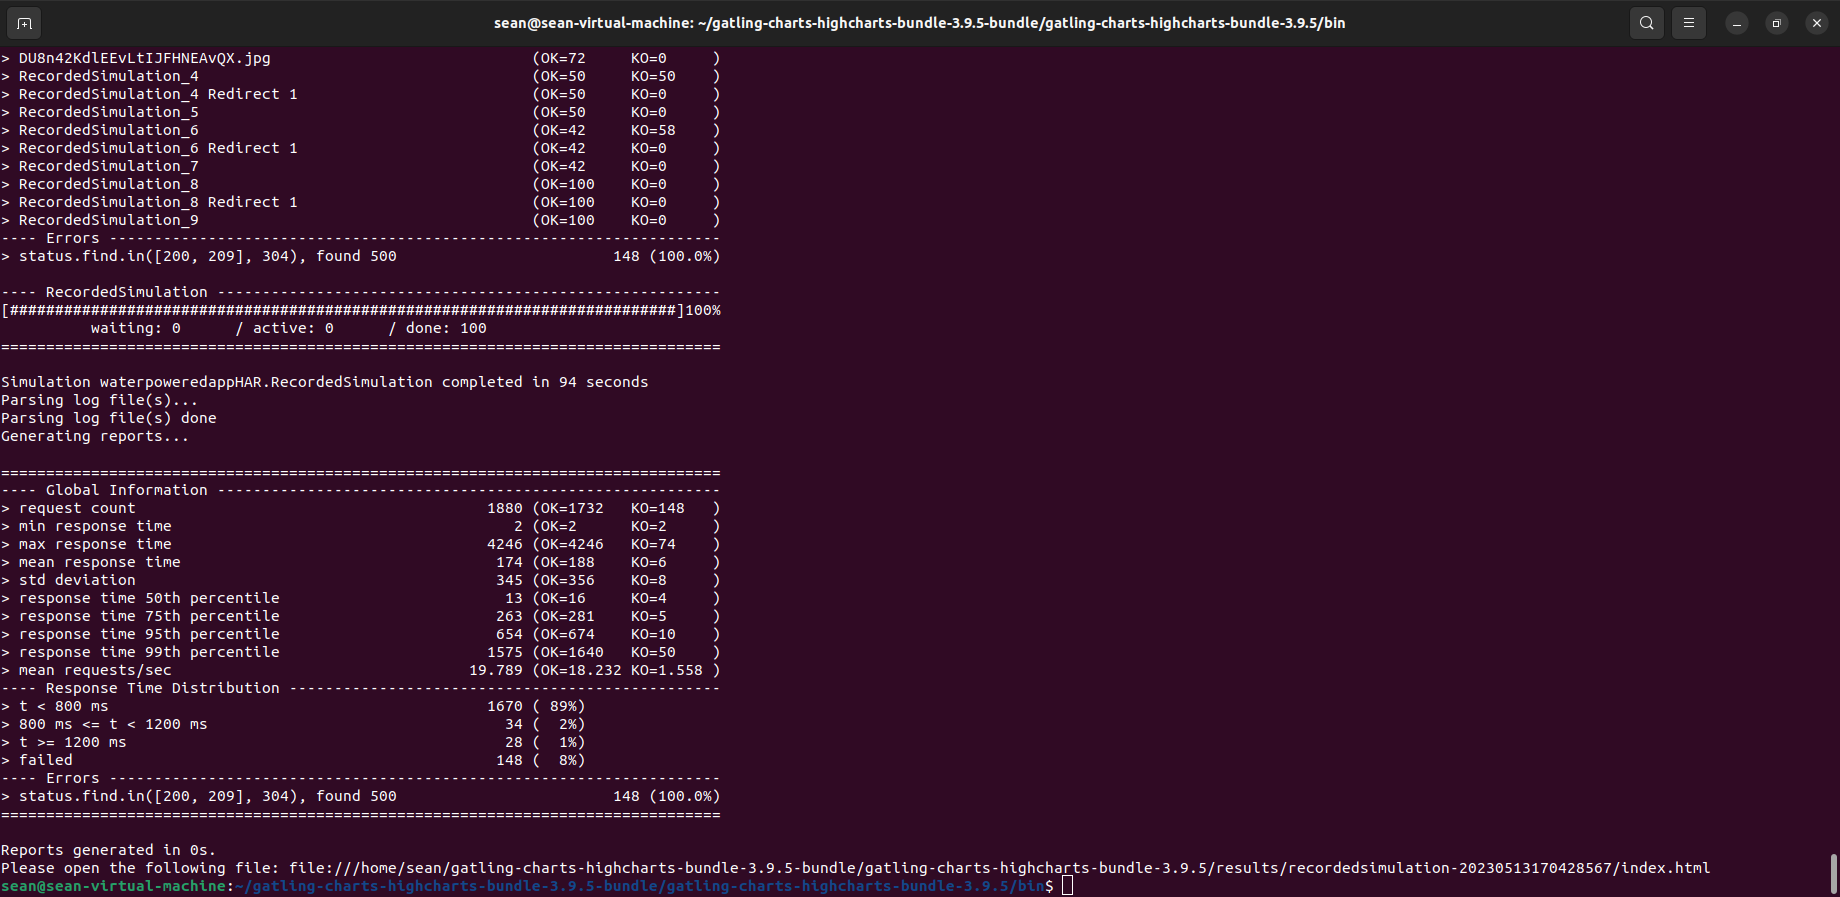 sean@sean-virtual-machine: ~/gatling-charts-highcharts-bundle-3.9.5-bundle/gatling-charts-highcharts-bundle-3.9.5/bin
> DU8n42KdlEEvLtIJFHNEAvQX.jpg                             (OK=72     KO=0     )
> RecordedSimulation_4                                     (OK=50     KO=50    )
> RecordedSimulation_4 Redirect 1                          (OK=50     KO=0     )
> RecordedSimulation_5                                     (OK=50     KO=0     )
> RecordedSimulation_6                                     (OK=42     KO=58    )
> RecordedSimulation_6 Redirect 1                          (OK=42     KO=0     )
> RecordedSimulation_7                                     (OK=42     KO=0     )
> RecordedSimulation_8                                     (OK=100    KO=0     )
> RecordedSimulation_8 Redirect 1                          (OK=100    KO=0     )
> RecordedSimulation_9                                     (OK=100    KO=0     )
---- Errors --------------------------------------------------------------------
> status.find.in([200, 209], 304), found 500                        148 (100.0%)
---- RecordedSimulation --------------------------------------------------------
[##########################################################################]100%
          waiting: 0      / active: 0      / done: 100
================================================================================
Simulation waterpoweredappHAR.RecordedSimulation completed in 94 seconds
Parsing log file(s)...
Parsing log file(s) done
Generating reports...
================================================================================
---- Global Information --------------------------------------------------------
> request count                                       1880 (OK=1732   KO=148   )
> min response time                                      2 (OK=2      KO=2     )
> max response time                                   4246 (OK=4246   KO=74    )
> mean response time                                   174 (OK=188    KO=6     )
> std deviation                                        345 (OK=356    KO=8     )
> response time 50th percentile                         13 (OK=16     KO=4     )
> response time 75th percentile                        263 (OK=281    KO=5     )
> response time 95th percentile                        654 (OK=674    KO=10    )
> response time 99th percentile                       1575 (OK=1640   KO=50    )
> mean requests/sec                                 19.789 (OK=18.232 KO=1.558 )
---- Response Time Distribution ------------------------------------------------
> t < 800 ms                                          1670 ( 89%)
> 800 ms <= t < 1200 ms                                 34 (  2%)
> t >= 1200 ms                                          28 (  1%)
> failed                                               148 (  8%)
---- Errors --------------------------------------------------------------------
> status.find.in([200, 209], 304), found 500                        148 (100.0%)
================================================================================
Reports generated in 0s.
Please open the following file: file:///home/sean/gatling-charts-highcharts-bundle-3.9.5-bundle/gatling-charts-highcharts-bundle-3.9.5/results/recordedsimulation-20230513170428567/index.html
sean@sean-virtual-machine:~/gatling-charts-highcharts-bundle-3.9.5-bundle/gatling-charts-highcharts-bundle-3.9.5/bin$